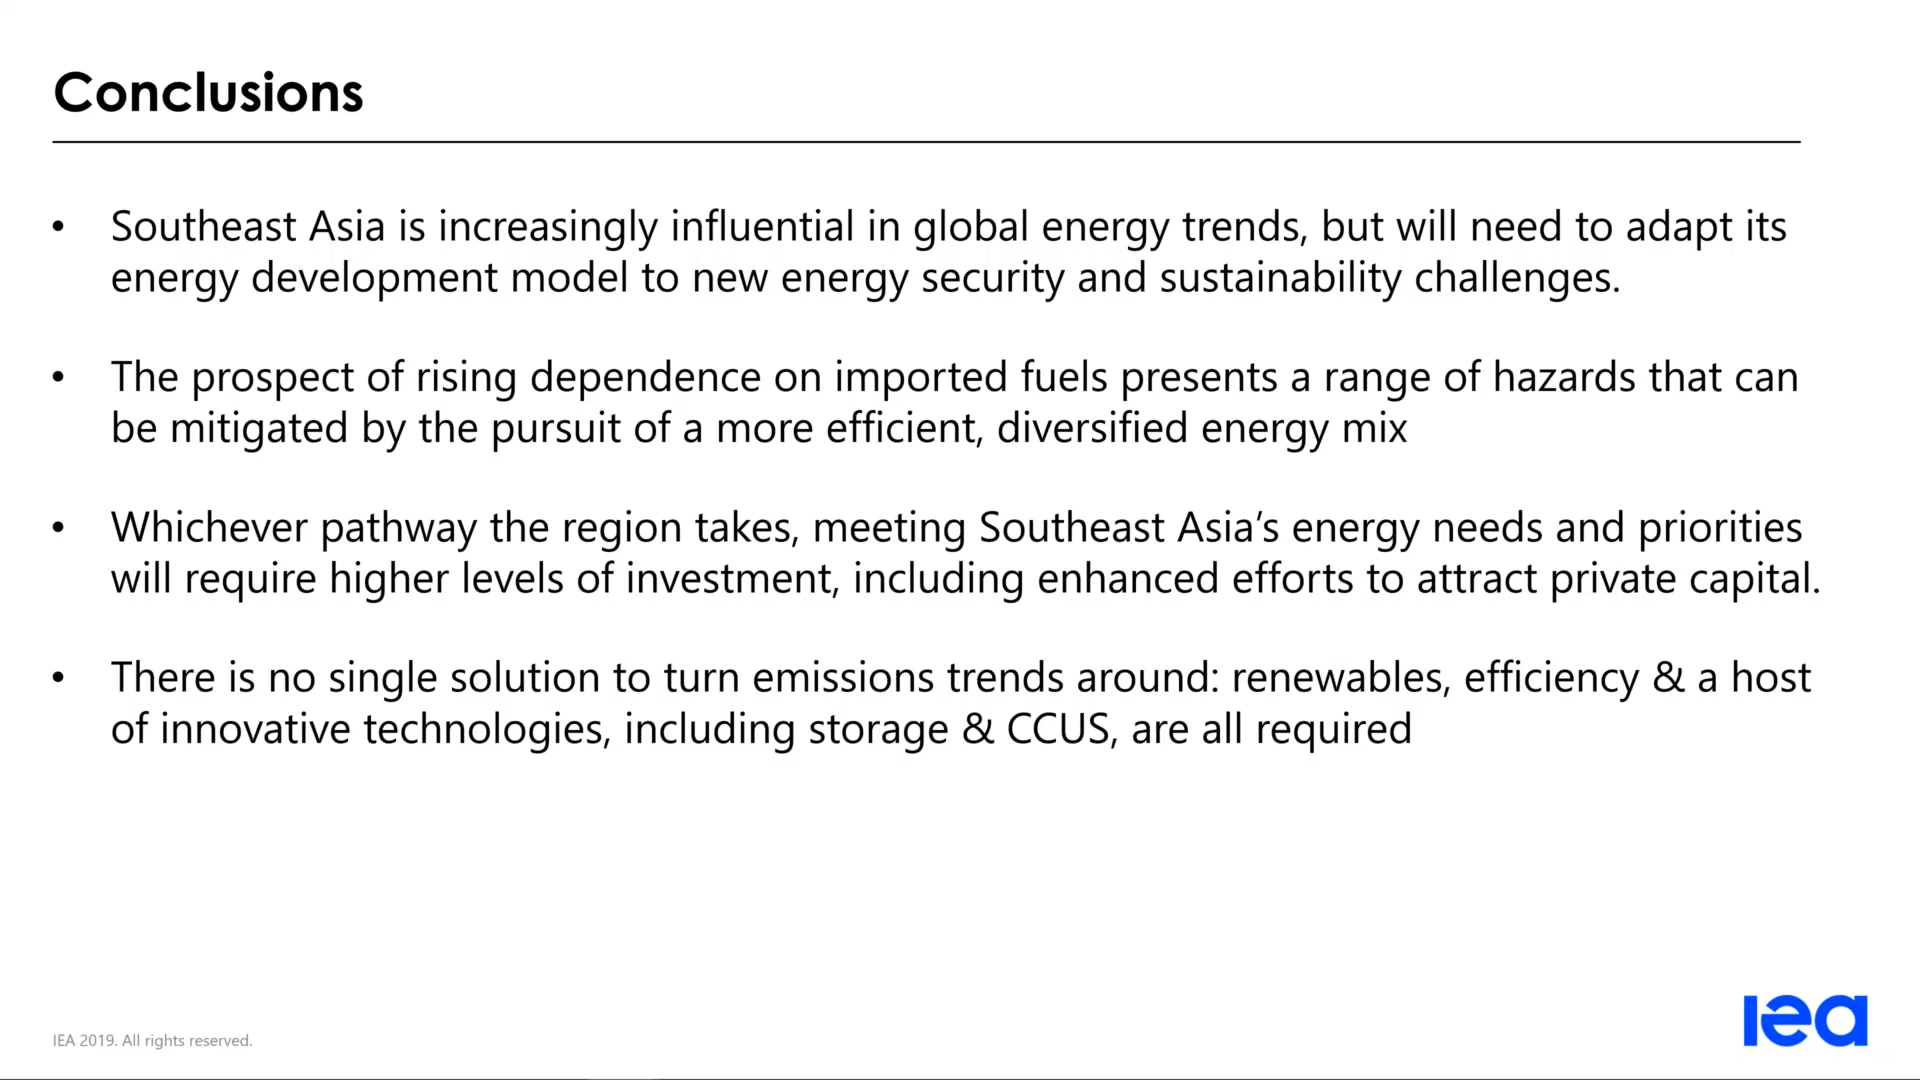 Conclusions
• Southeast Asia is increasingly influential in global energy trends, but will need to adapt its
energy development model to new energy security and sustainability challenges.
• The prospect of rising dependence on imported fuels presents a range of hazards that can
be mitigated by the pursuit of a more efficient, diversified energy mix
• Whichever pathway the region takes, meeting Southeast Asia’s energy needs and priorities
will require higher levels of investment, including enhanced efforts to attract private capital.
• There is no single solution to turn emissions trends around: renewables, efficiency & a host
of innovative technologies, including storage & CCUS, are all required
IEA 2019. All rights reserved.
iea